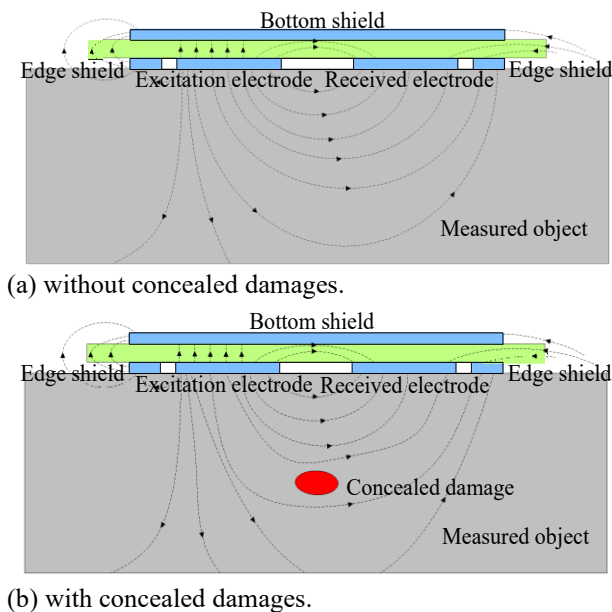 Bottom shield
Edge shield
Excitation electrode
Received electrode
Edge shield
Measured object
(a) without concealed damages.
Bottom shield
Edge shield
Excitation electrode
Received electrode
Edge shield
Concealed damage
Measured object
(b) with concealed damages.